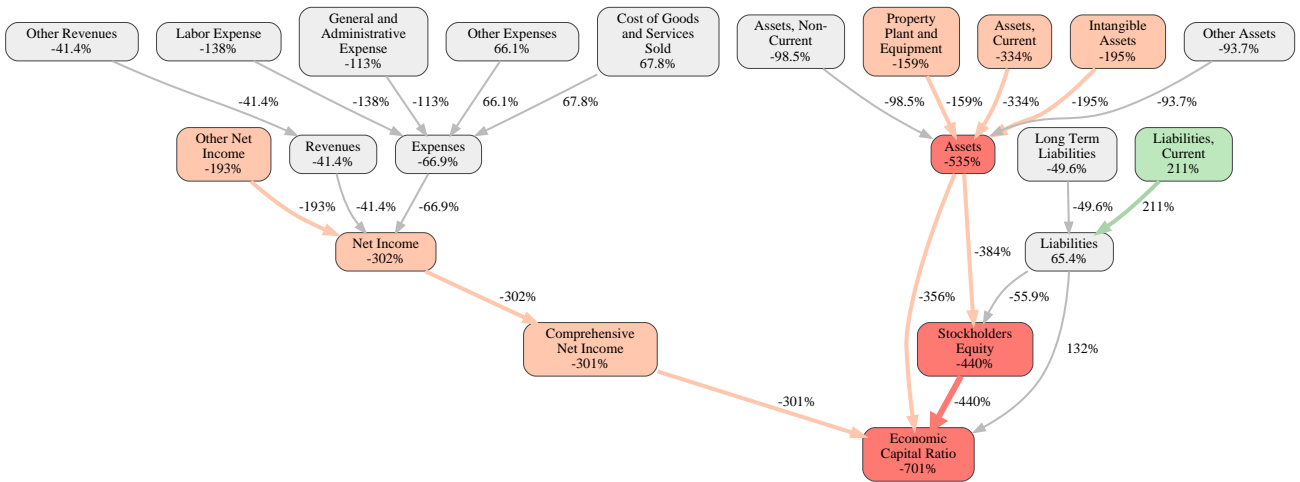 Other Revenues
-41.4%
Labor Expense
-138%
General and
Administrative
Expense
-113%
Other Expenses
66.1%
Cost of Goods
and Services
Sold
67.8%
Assets, Non-
Current
-98.5%
Property
Plant and
Equipment
-159%
Assets,
Current
-334%
Intangible
Assets
-195%
Other Assets
-93.7%
-41.4%
-138%
-113%
66.1%
67.8%
-98.5%
-159%
-334%
-195%
-93.7%
Other Net
Income
-193%
Revenues
-41.4%
Expenses
-66.9%
Assets
-535%
Long Term
Liabilities
-49.6%
Liabilities,
Current
211%
-193%
-41.4%
-66.9%
-49.6%
211%
Net Income
-302%
-384%
Liabilities
65.4%
-302%
-356%
-55.9%
Comprehensive
Net Income
-301%
Stockholders
Equity
-440%
132%
-301%
-440%
Economic
Capital Ratio
-701%